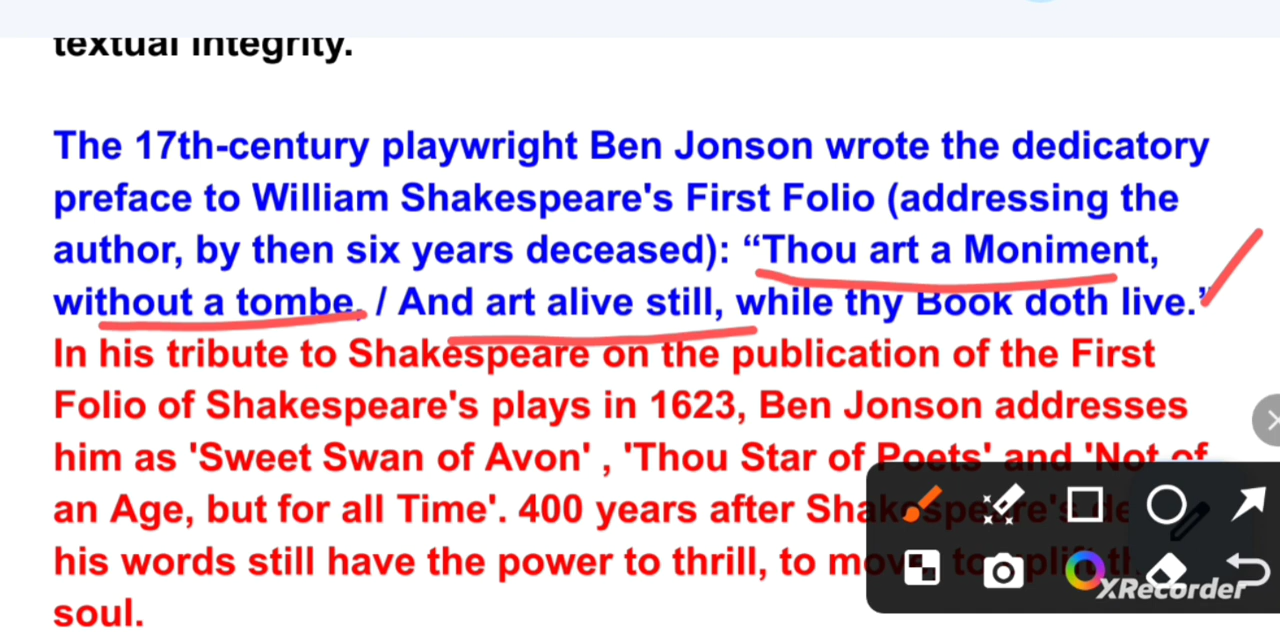 textual integrity.
The 17th-century playwright Ben Jonson wrote the dedicatory
preface to William Shakespeare's First Folio (addressing the
author, by then six years deceased): “Thou art a Moniment,
without a tombe, / And art alive still, while thy Book doth live.”
In his tribute to Shakespeare on the publication of the First
Folio of Shakespeare's plays in 1623, Ben Jonson addresses
him as 'Sweet Swan of Avon' , 'Thou Star of Poets' and 'Not of
an Age, but for all Time'. 400 years after Shakespeare's
his words still have the power to thrill, to move, to uplift
soul.
XRecorder